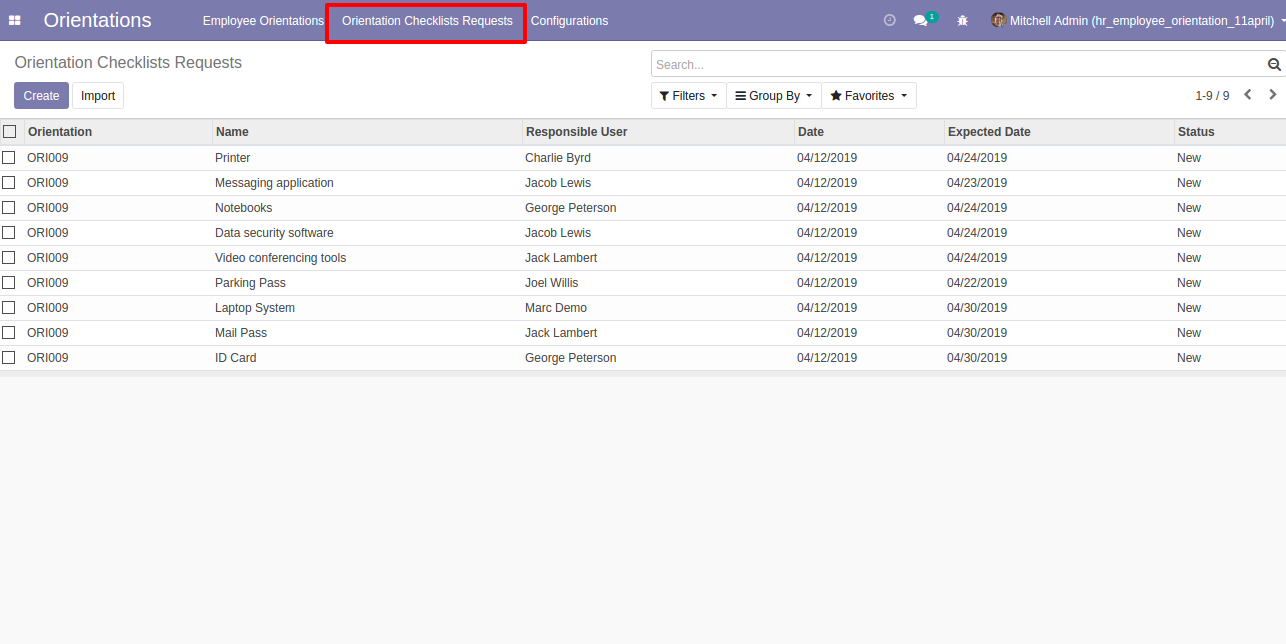 Orientations Employee Orientations Orientation Checklists Requests Configurations 1 Mitchell Admin (hr_employee_orientation_11april)
Orientation Checklists Requests Search...
Create Import Filters Group By Favorites 1-9 / 9
Orientation Name Responsible User Date Expected Date Status
ORI009 Printer Charlie Byrd 04/12/2019 04/24/2019 New
ORI009 Messaging application Jacob Lewis 04/12/2019 04/23/2019 New
ORI009 Notebooks George Peterson 04/12/2019 04/24/2019 New
ORI009 Data security software Jacob Lewis 04/12/2019 04/24/2019 New
ORI009 Video conferencing tools Jack Lambert 04/12/2019 04/24/2019 New
ORI009 Parking Pass Joel Willis 04/12/2019 04/22/2019 New
ORI009 Laptop System Marc Demo 04/12/2019 04/30/2019 New
ORI009 Mail Pass Jack Lambert 04/12/2019 04/30/2019 New
ORI009 ID Card George Peterson 04/12/2019 04/30/2019 New